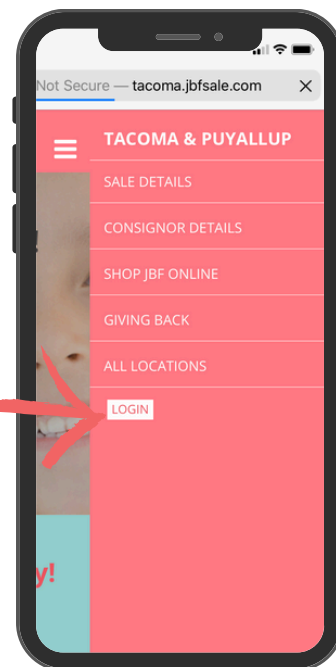 Not Secure — tacoma.jbfsale.com
TACOMA & PUYALLUP
SALE DETAILS
CONSIGNOR DETAILS
SHOP JBF ONLINE
GIVING BACK
ALL LOCATIONS
LOGIN
y!